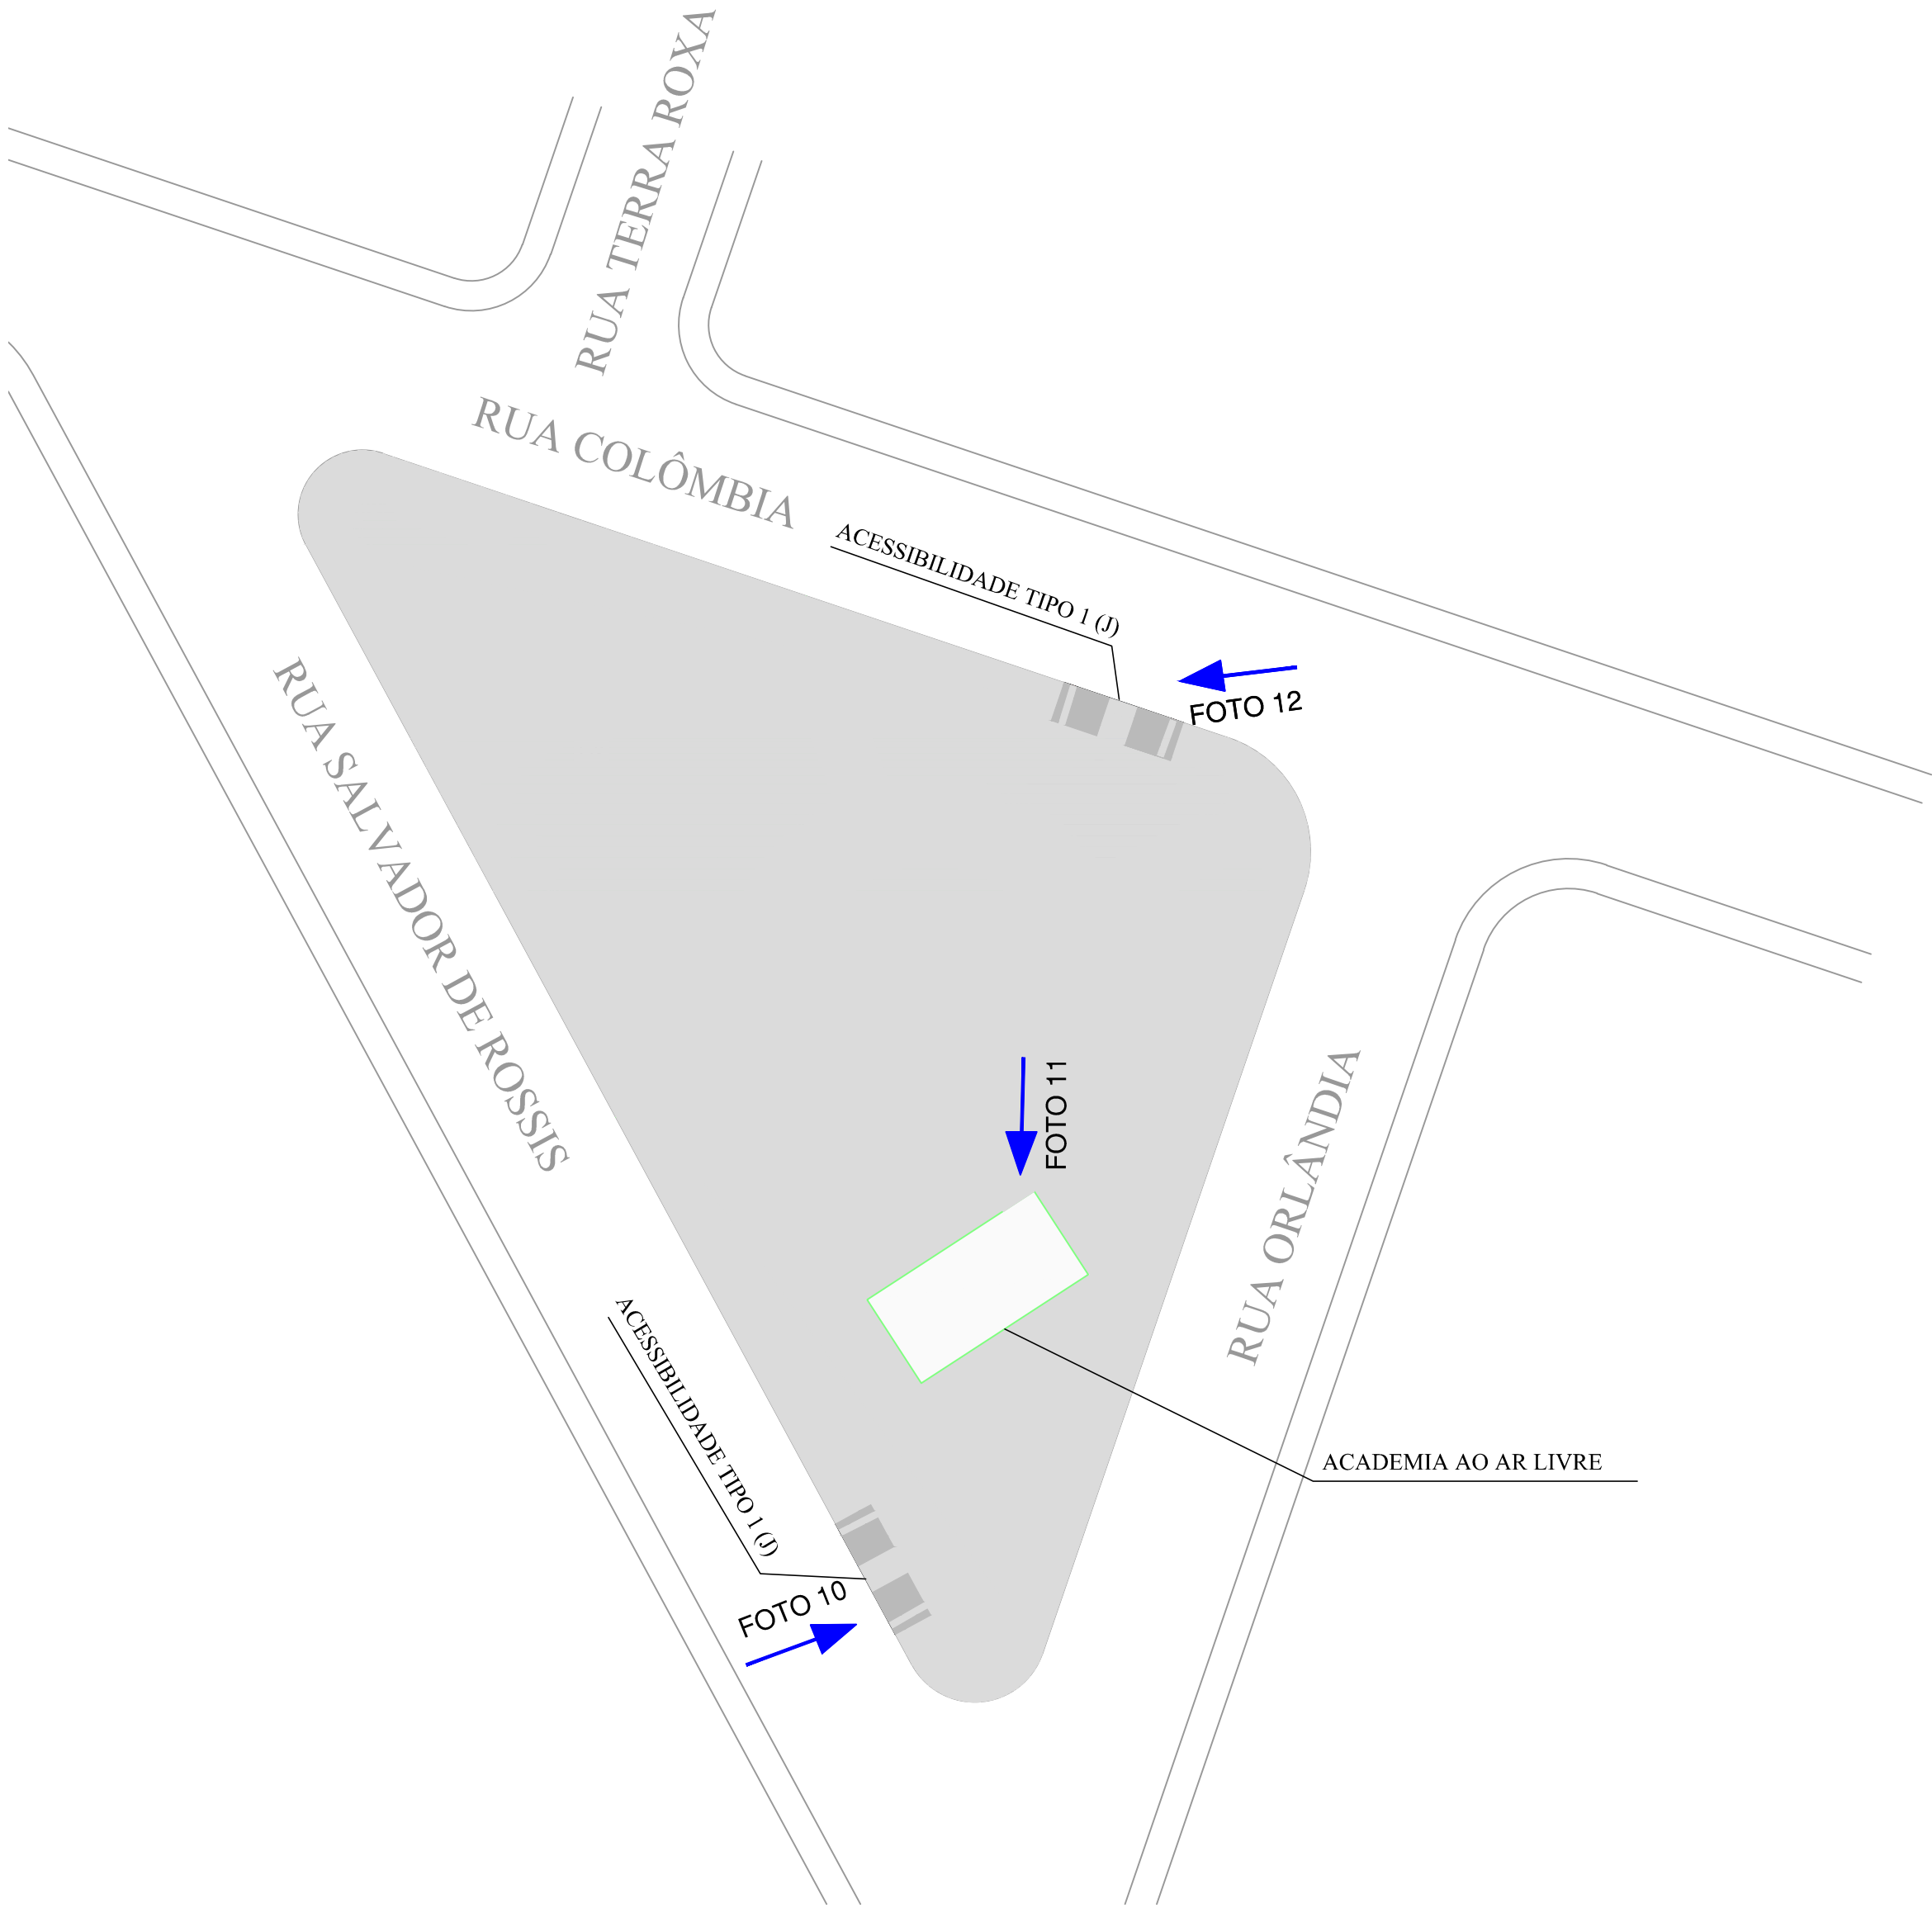 RUA TERRA ROXA
RUA COLÔMBIA
ACESSIBILIDADE TIPO 1 (J)
FOTO 12
RUA SALVADOR DE ROSSIS
FOTO 11
RUA ORLÂNDIA
ACESSIBILIDADE TIPO 1 (J)
ACADEMIA AO AR LIVRE
FOTO 10